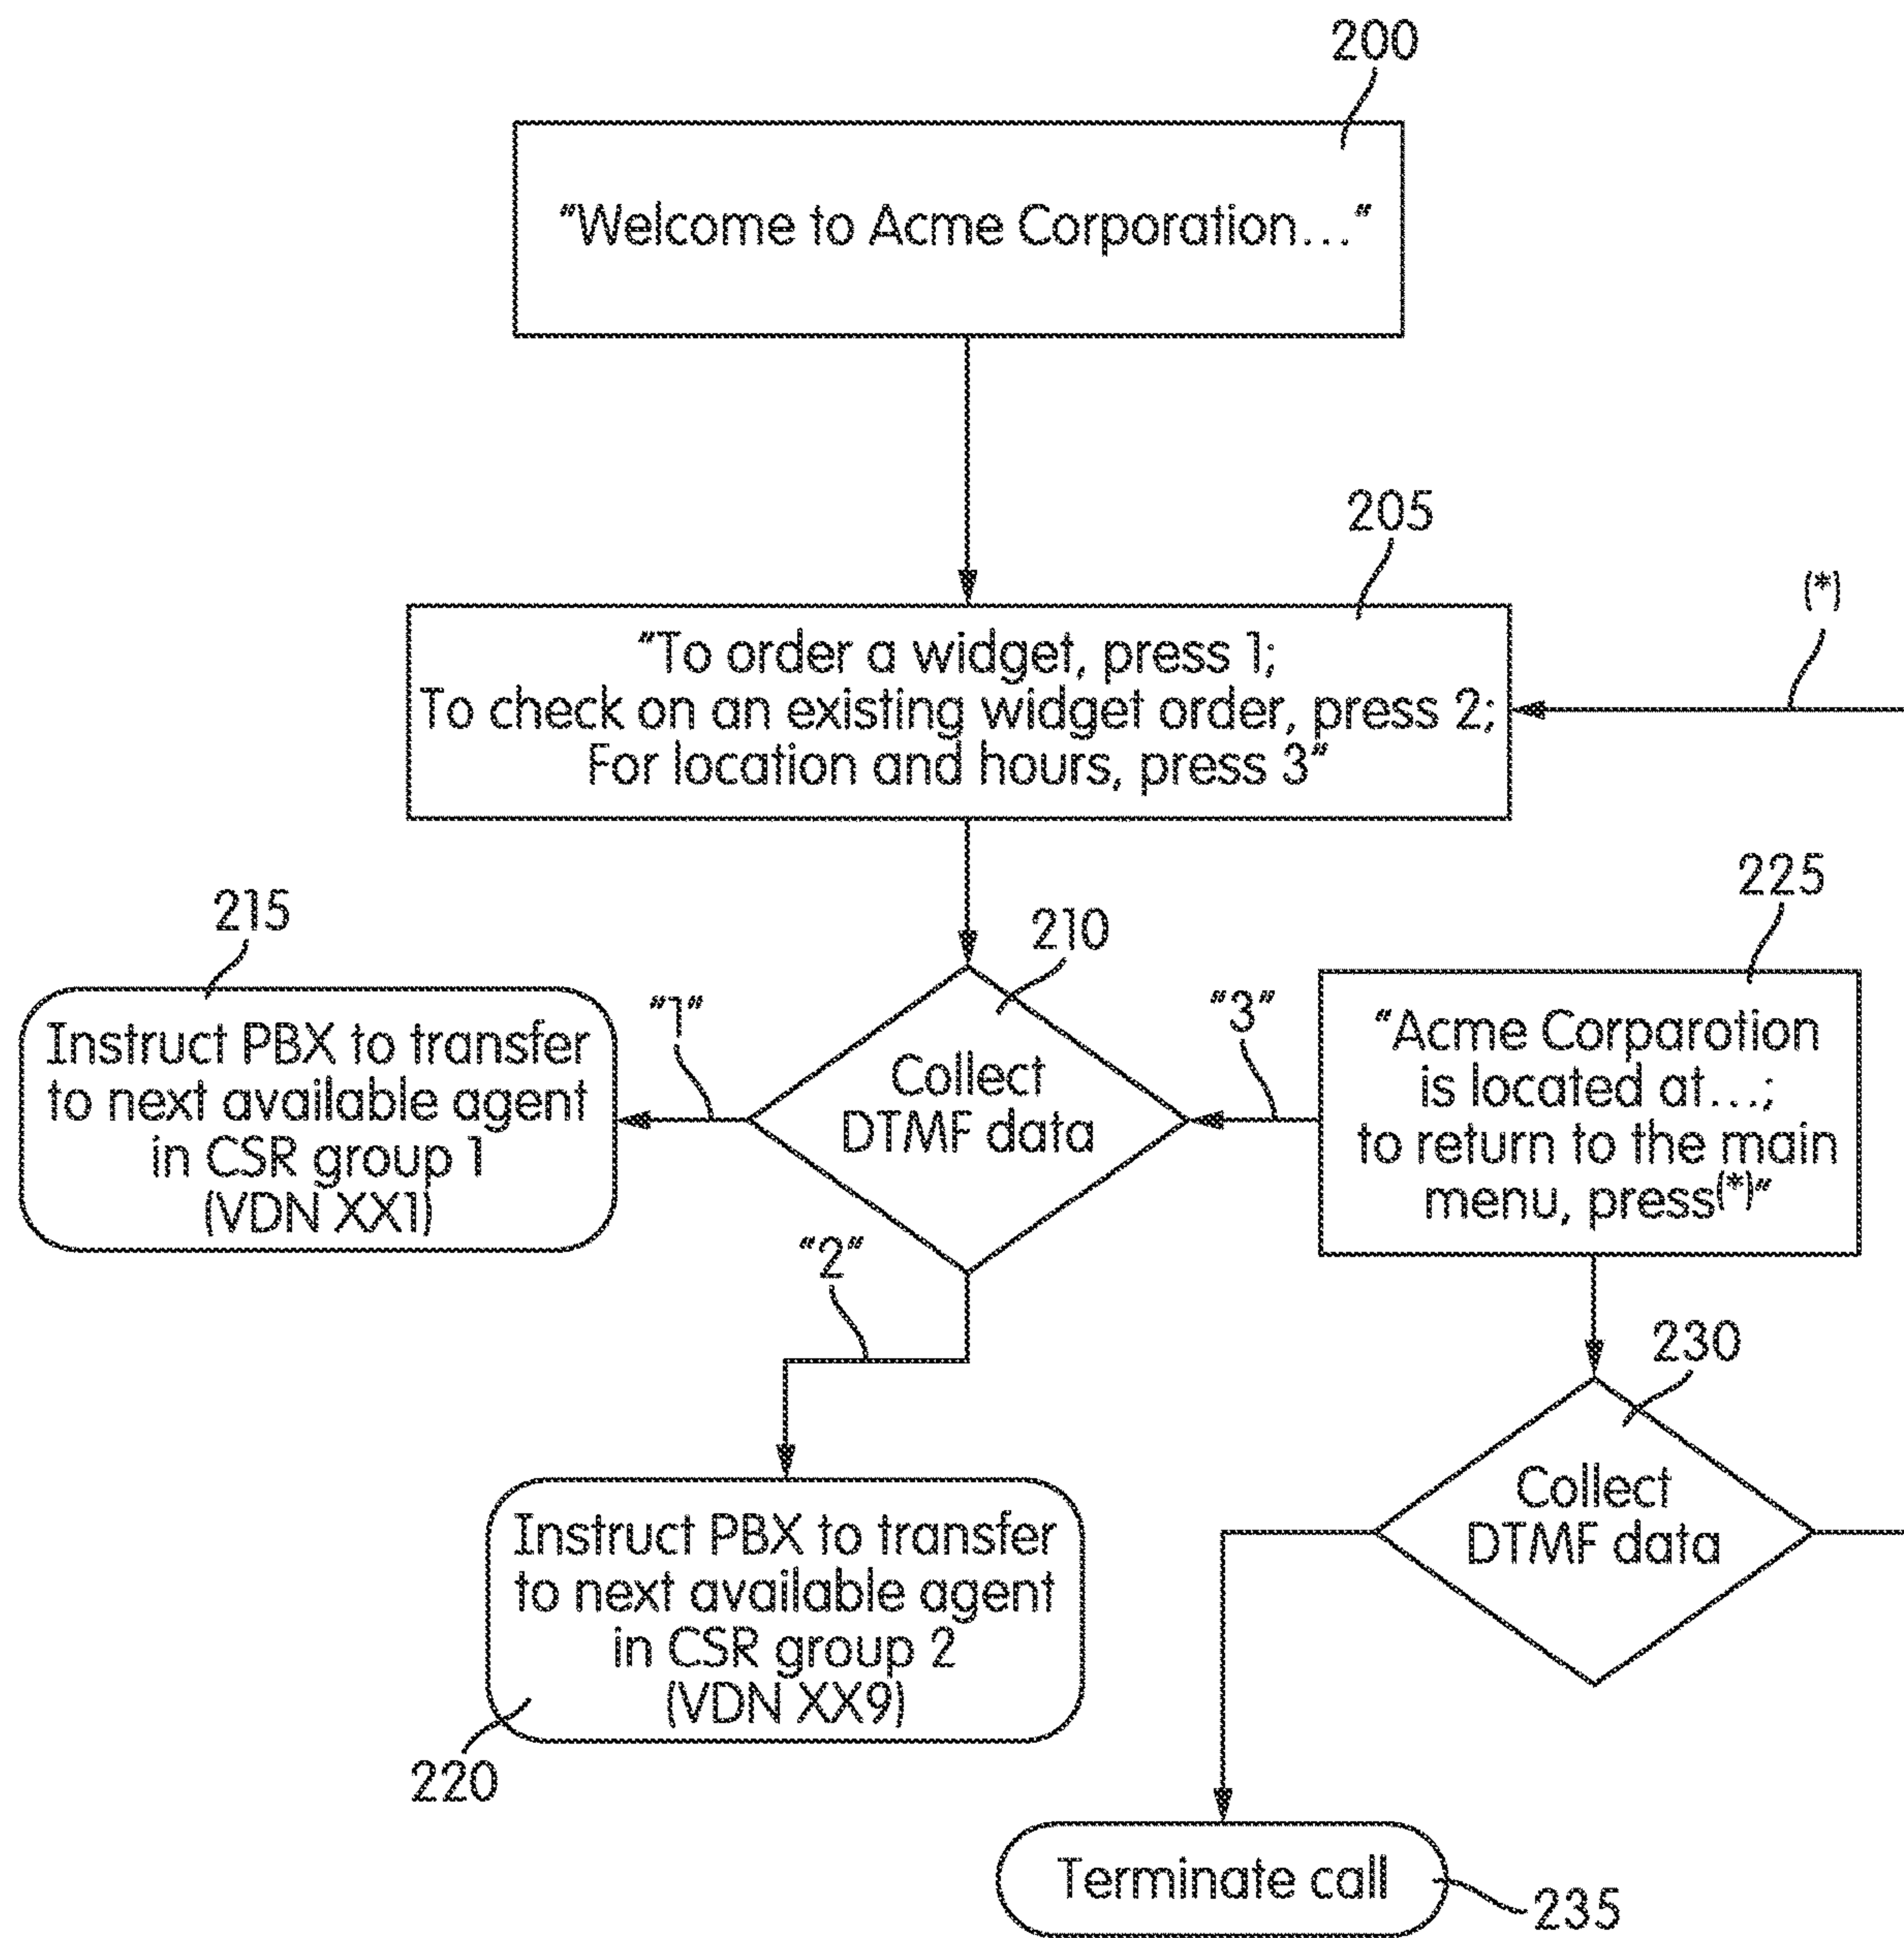 200
"Welcome to Acme Corporation..."
205
(*)
"To order a widget, press 1;
To check on an existing widget order, press 2;
For location and hours, press 3"
215
210
225
"1"
"3"
Instruct PBX to transfer
to next available agent
in CSR group 1
(VDN XX1)
Collect
DTMF data
"Acme Corparotion
is located at...;
to return to the main
menu, press(*)"
"2"
230
Instruct PBX to transfer
to next available agent
in CSR group 2
(VDN XX9)
220
Collect
DTMF data
Terminate call
235